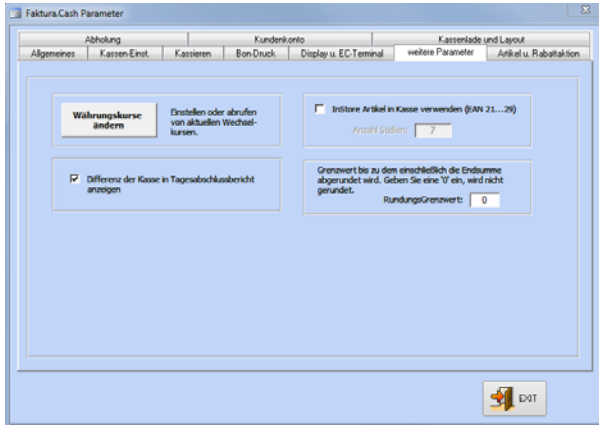 Faktura.Cash Parameter
Abholung
Kundenkonto
Kassenlade und Layout
Allgemeines
Kassen-Einst.
Kassieren
Bon-Druck
Display u. EC-Terminal
weitere Parameter
Artikel u. Rabattaktion
Währungskurse
ändern
Einstellen oder abrufen
von aktuellen Wechsel-
kursen.
InStore Artikel in Kasse verwenden (EAN 21...29)
Anzahl Stellen: 7
Differenz der Kasse in Tagesabschlussbericht
anzeigen
Grenzwert bis zu dem einschließlich die Endsumme
abgerundet wird. Geben Sie eine '0' ein, wird nicht
gerundet.
RundungsGrenzwert: 0
EXIT